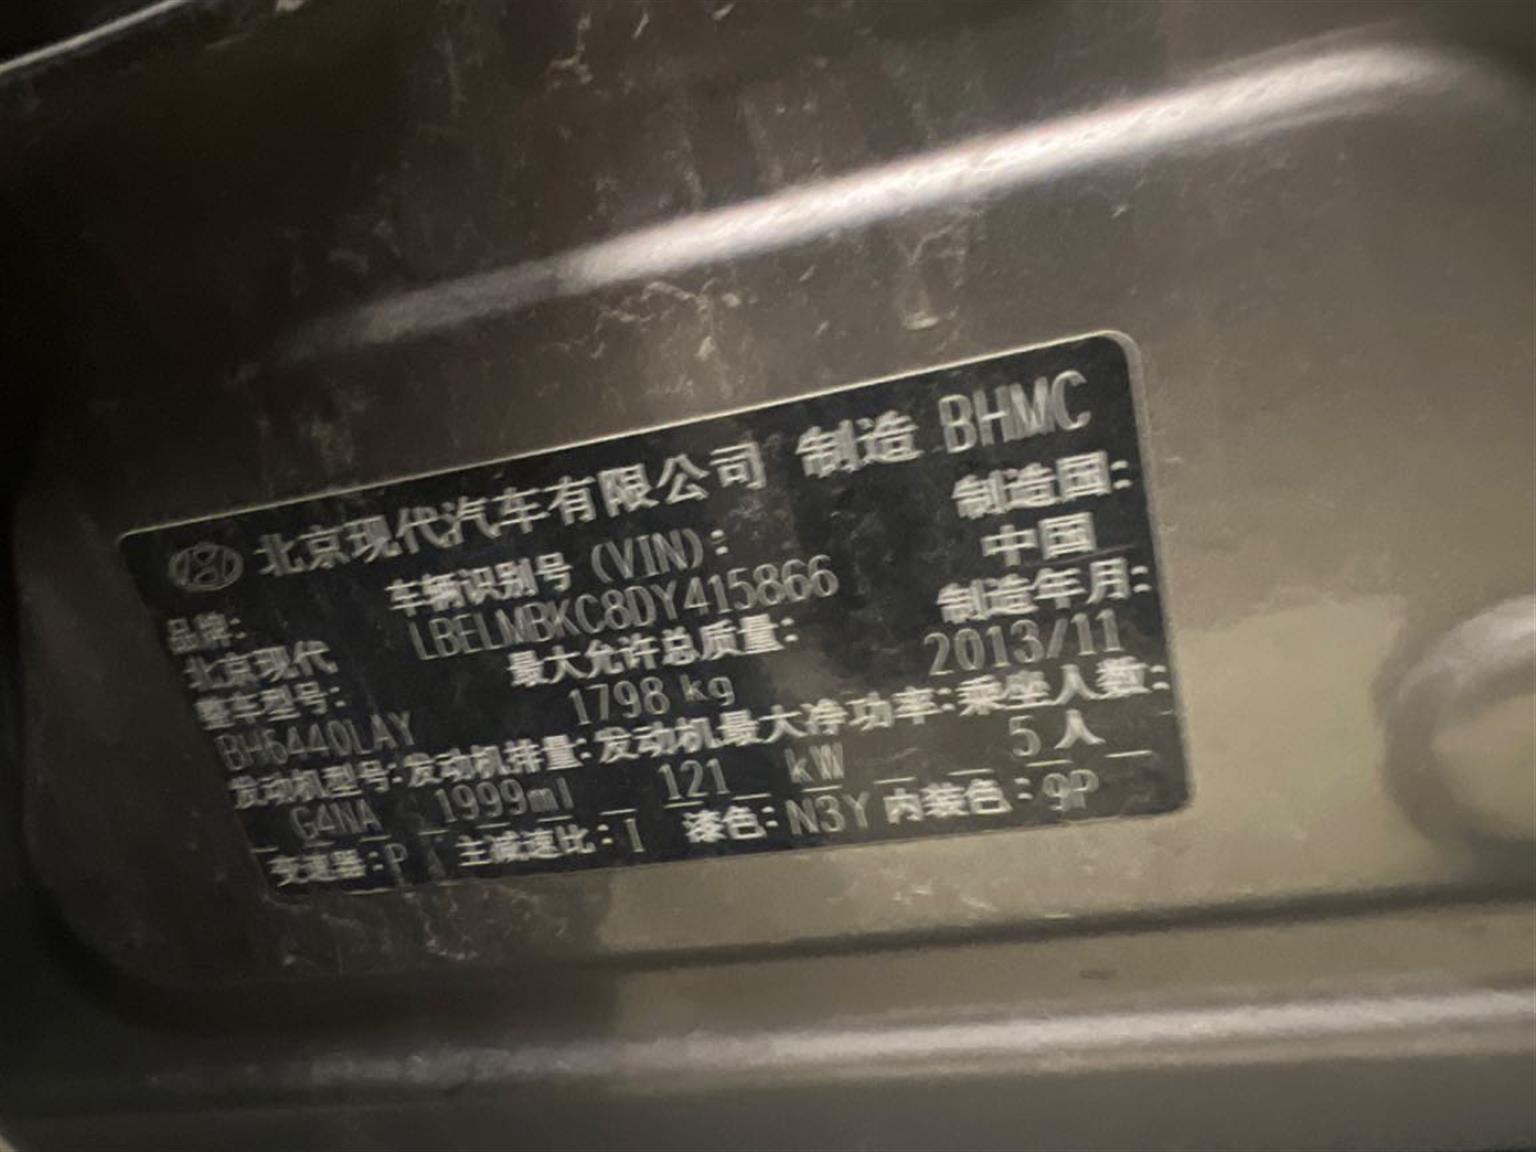 北京现代汽车有限公司 制造 BHMC
车辆识别号 (VIN): 制造国:
品牌: LBELMBKC8DY415866 中国
北京现代 最大允许总质量: 制造年月:
整车型号: 1798 kg 2013/11
BH6440LAY
发动机型号: 发动机排量: 发动机最大净功率: 乘坐人数:
G4NA 1999ml 121 kW 5 人
变速器: P 主减速比: I 漆色: N3Y 内装色: 9P